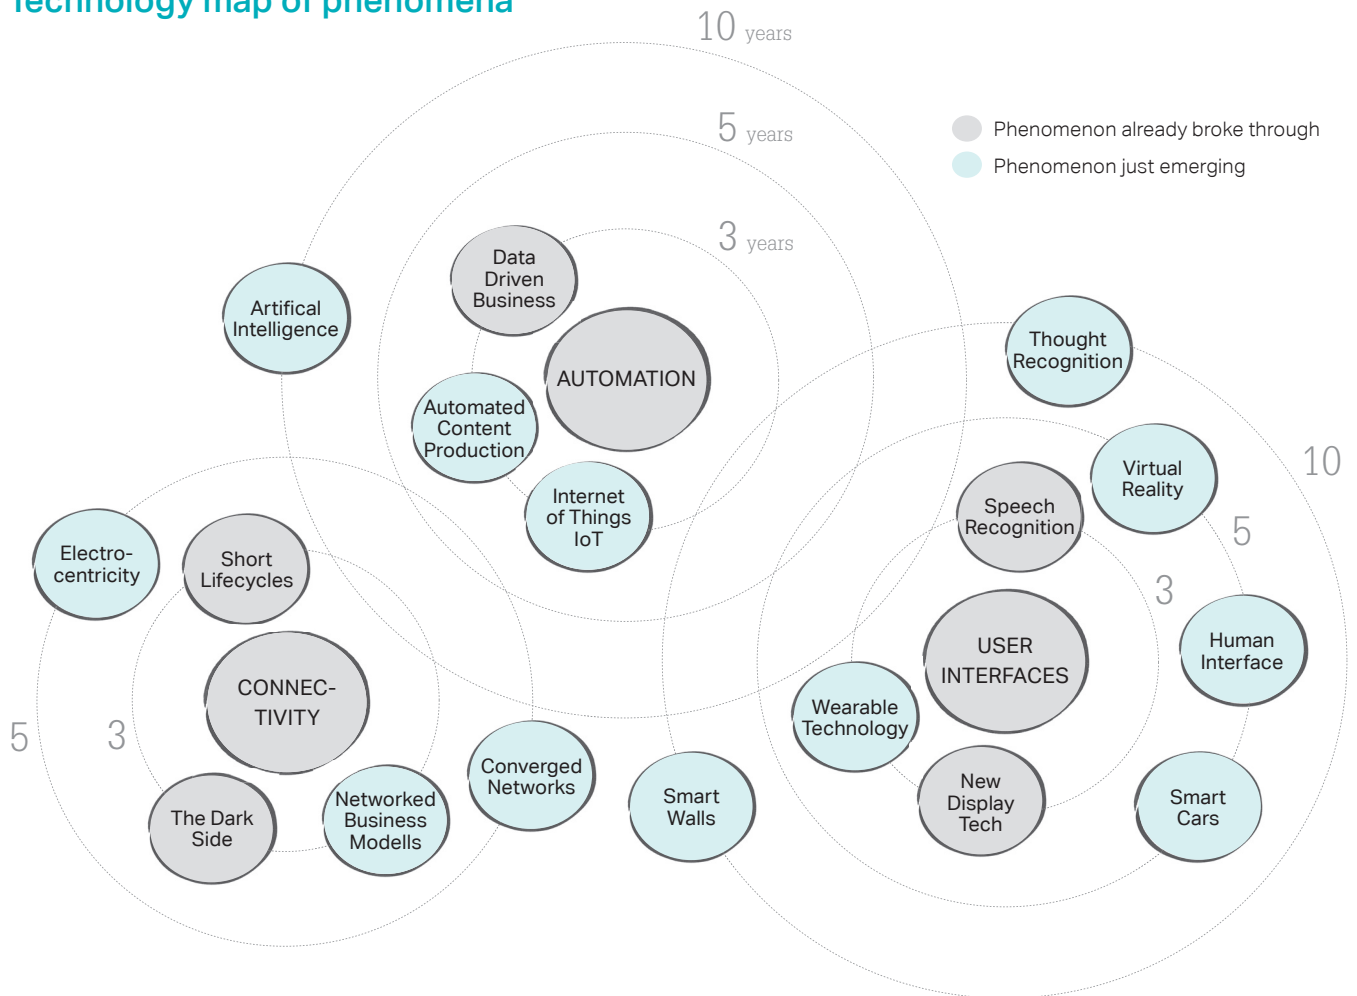 Technology map of phenomena
10 years
5 years
3 years
Phenomenon already broke through
Phenomenon just emerging
Data
Driven
Business
AUTOMATION
Automated
Content
Production
Internet
of Things
IoT
Artifical
Intelligence
Thought
Recognition
Virtual
Reality
10
5
3
Speech
Recognition
USER
INTERFACES
Human
Interface
Wearable
Technology
New
Display
Tech
Smart
Cars
Smart
Walls
Electro-
centricity
Short
Lifecycles
CONNEC-
TIVITY
5
3
The Dark
Side
Networked
Business
Modells
Converged
Networks